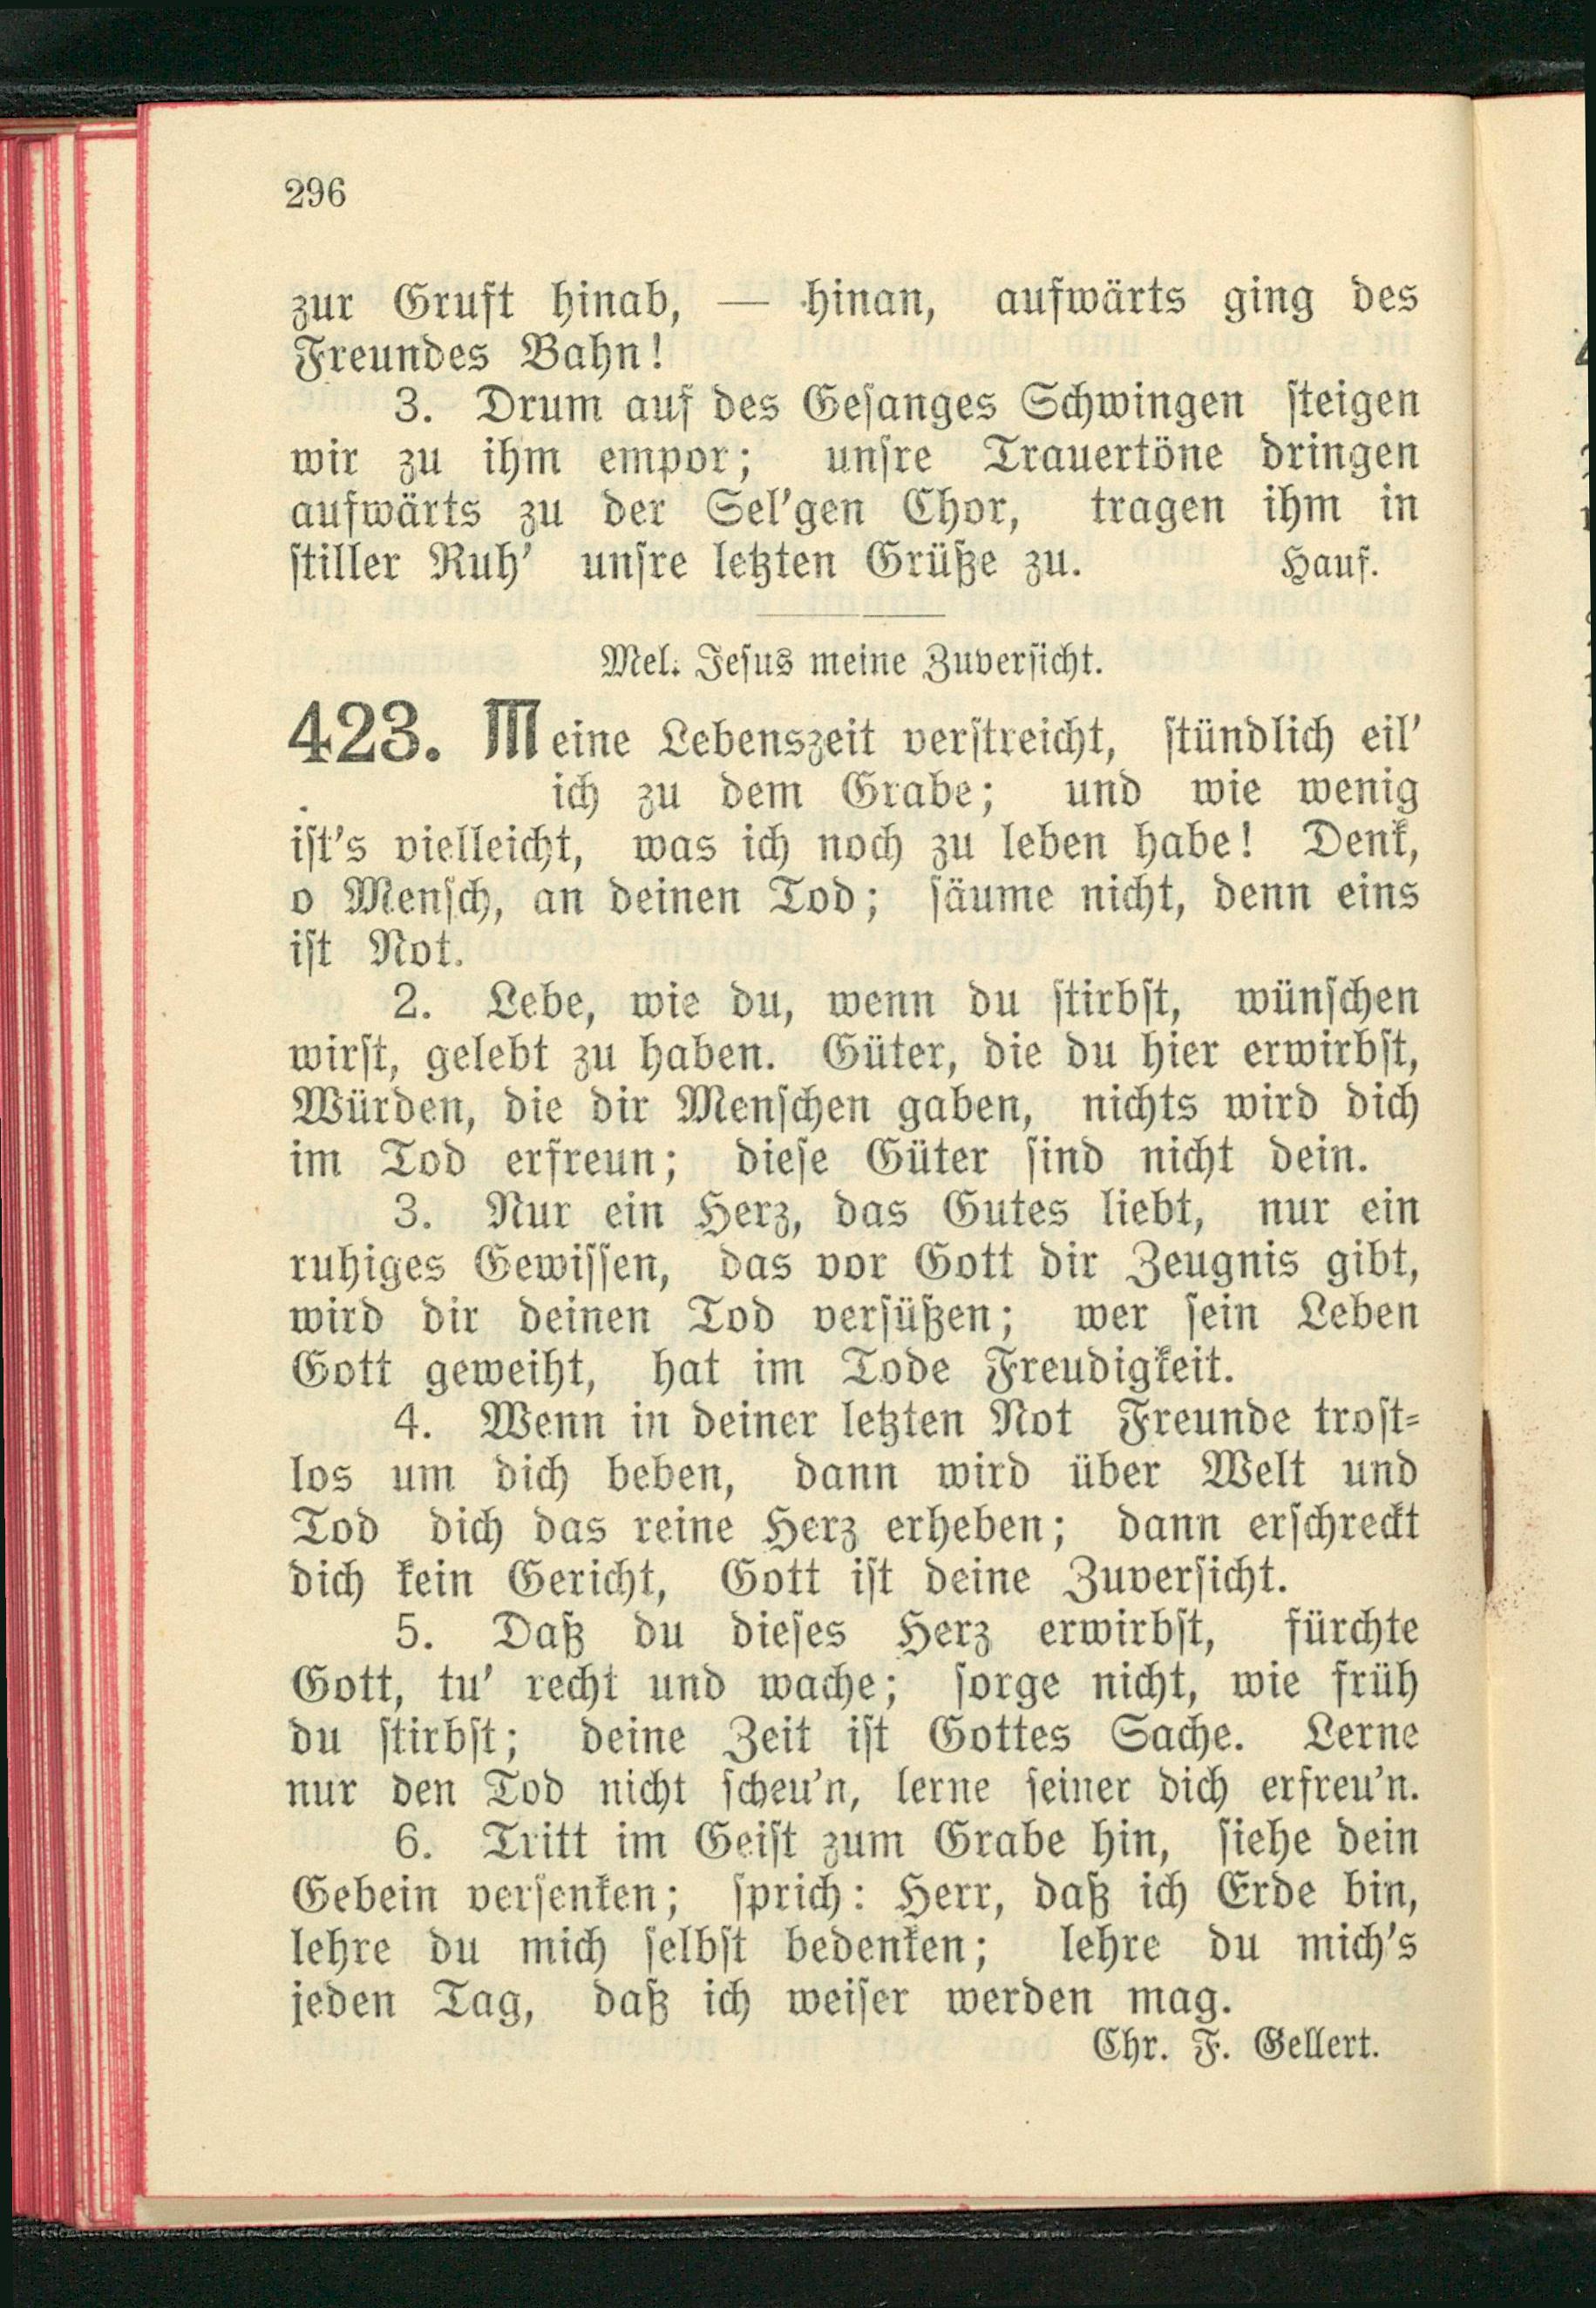 296
zur Gruft hinab, — hinan, aufwärts ging des
Freundes Bahn!
3. Drum auf des Gesanges Schwingen steigen
wir zu ihm empor; unsre Trauertöne dringen
aufwärts zu der Sel'gen Chor, tragen ihm in
stiller Ruh' unsre letzten Grüße zu. Hauf.
Mel. Jesus meine Zuversicht.
423. Meine Lebenszeit verstreicht, stündlich eil'
ich zu dem Grabe; und wie wenig
ist's vielleicht, was ich noch zu leben habe! Denk,
o Mensch, an deinen Tod; säume nicht, denn eins
ist Not.
2. Lebe, wie du, wenn du stirbst, wünschen
wirst, gelebt zu haben. Güter, die du hier erwirbst,
Würden, die dir Menschen gaben, nichts wird dich
im Tod erfreun; diese Güter sind nicht dein.
3. Nur ein Herz, das Gutes liebt, nur ein
ruhiges Gewissen, das vor Gott dir Zeugnis gibt,
wird dir deinen Tod versüßen; wer sein Leben
Gott geweiht, hat im Tode Freudigkeit.
4. Wenn in deiner letzten Not Freunde trost-
los um dich beben, dann wird über Welt und
Tod dich das reine Herz erheben; dann erschreckt
dich kein Gericht, Gott ist deine Zuversicht.
5. Daß du dieses Herz erwirbst, fürchte
Gott, tu' recht und wache; sorge nicht, wie früh
du stirbst; deine Zeit ist Gottes Sache. Lerne
nur den Tod nicht scheu'n, lerne seiner dich erfreu'n.
6. Tritt im Geist zum Grabe hin, siehe dein
Gebein versenken; sprich: Herr, daß ich Erde bin,
lehre du mich selbst bedenken; lehre du mich's
jeden Tag, daß ich weiser werden mag.
Chr. F. Gellert.